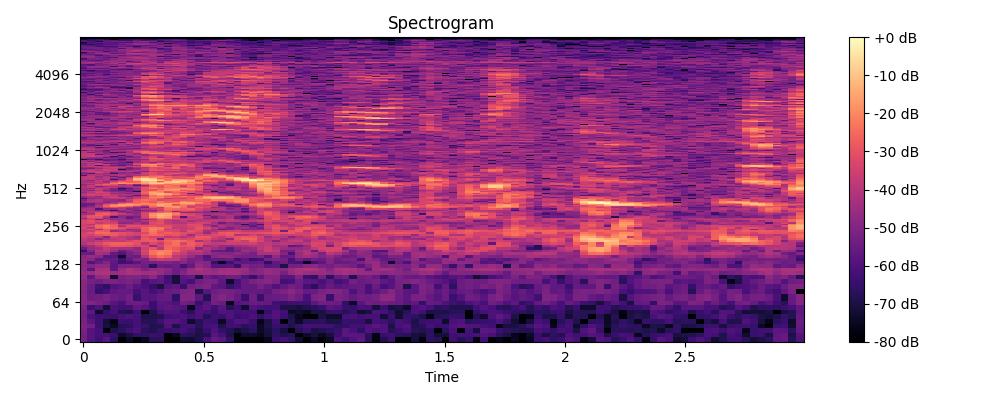 Spectrogram
Hz
4096
2048
1024
512
256
128
64
0
0
0.5
1
1.5
2
2.5
Time
+0 dB
-10 dB
-20 dB
-30 dB
-40 dB
-50 dB
-60 dB
-70 dB
-80 dB